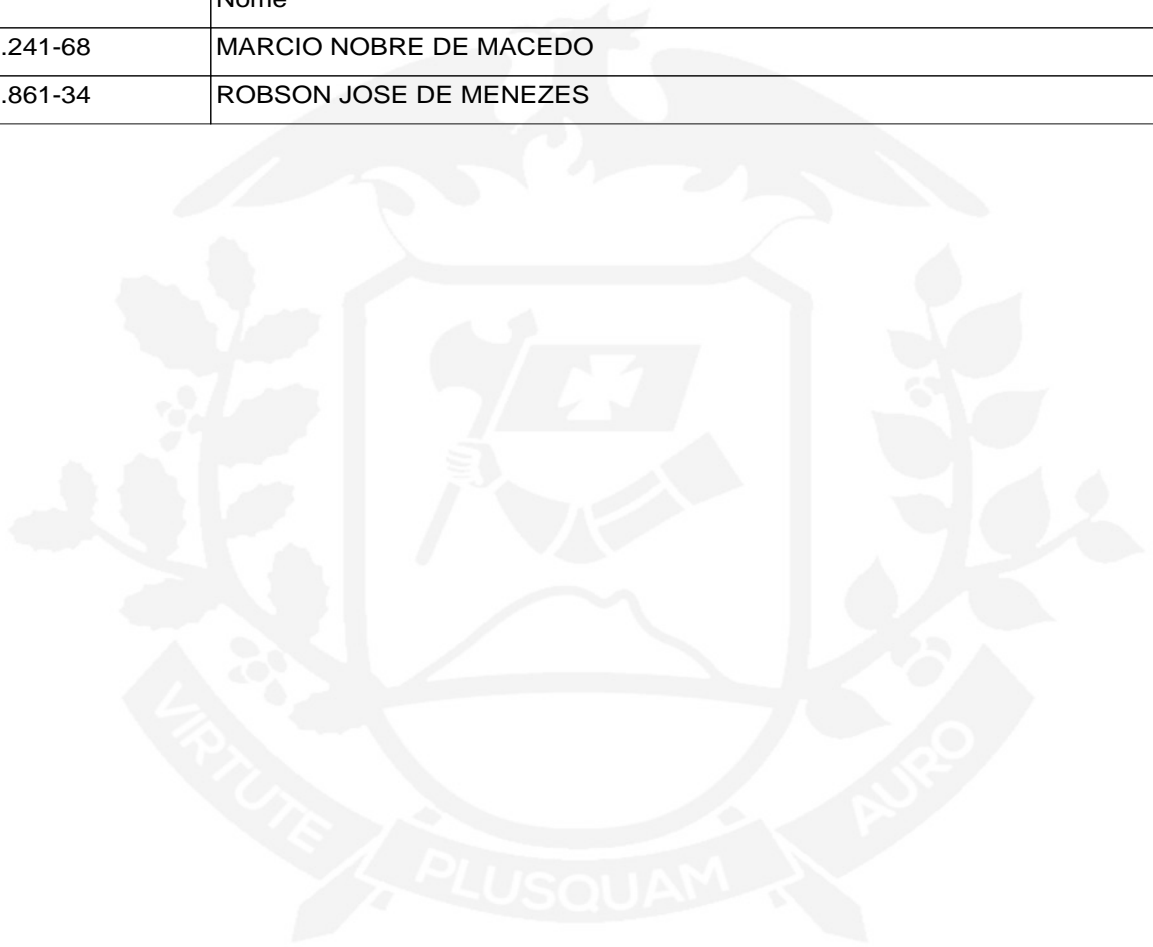 Nome
.241-68 MARCIO NOBRE DE MACEDO
.861-34 ROBSON JOSE DE MENEZES
VIRTUTE PLUSQUAM AURO